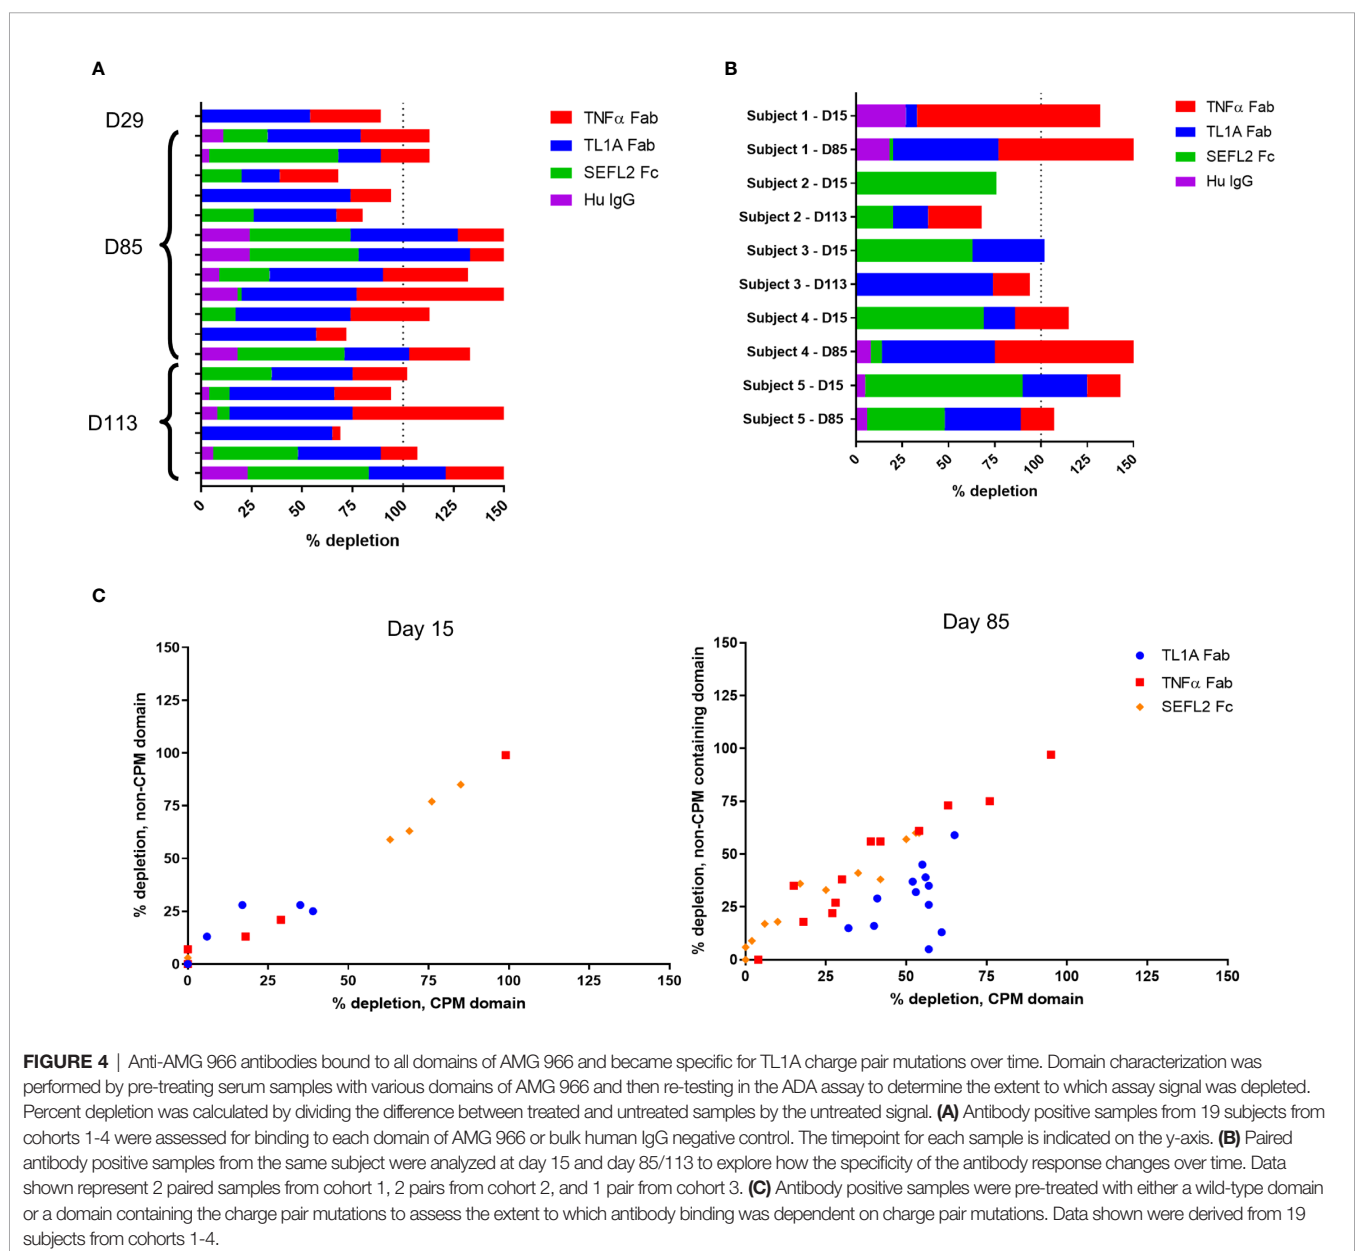 A
D29
D85
D113
TNFα Fab
TL1A Fab
SEFL2 Fc
Hu IgG
0 25 50 75 100 125 150
% depletion
B
Subject 1 - D15
Subject 1 - D85
Subject 2 - D15
Subject 2 - D113
Subject 3 - D15
Subject 3 - D113
Subject 4 - D15
Subject 4 - D85
Subject 5 - D15
Subject 5 - D85
TNFα Fab
TL1A Fab
SEFL2 Fc
Hu IgG
0 25 50 75 100 125 150
% depletion
C
Day 15
% depletion, non-CPM domain
150
125
100
75
50
25
0
0 25 50 75 100 125 150
% depletion, CPM domain
Day 85
% depletion, non-CPM containing domain
150
125
100
75
50
25
0
0 25 50 75 100 125 150
% depletion, CPM domain
TL1A Fab
TNFα Fab
SEFL2 Fc
FIGURE 4 | Anti-AMG 966 antibodies bound to all domains of AMG 966 and became specific for TL1A charge pair mutations over time. Domain characterization was
performed by pre-treating serum samples with various domains of AMG 966 and then re-testing in the ADA assay to determine the extent to which assay signal was depleted.
Percent depletion was calculated by dividing the difference between treated and untreated samples by the untreated signal. (A) Antibody positive samples from 19 subjects from
cohorts 1-4 were assessed for binding to each domain of AMG 966 or bulk human IgG negative control. The timepoint for each sample is indicated on the y-axis. (B) Paired
antibody positive samples from the same subject were analyzed at day 15 and day 85/113 to explore how the specificity of the antibody response changes over time. Data
shown represent 2 paired samples from cohort 1, 2 pairs from cohort 2, and 1 pair from cohort 3. (C) Antibody positive samples were pre-treated with either a wild-type domain
or a domain containing the charge pair mutations to assess the extent to which antibody binding was dependent on charge pair mutations. Data shown were derived from 19
subjects from cohorts 1-4.